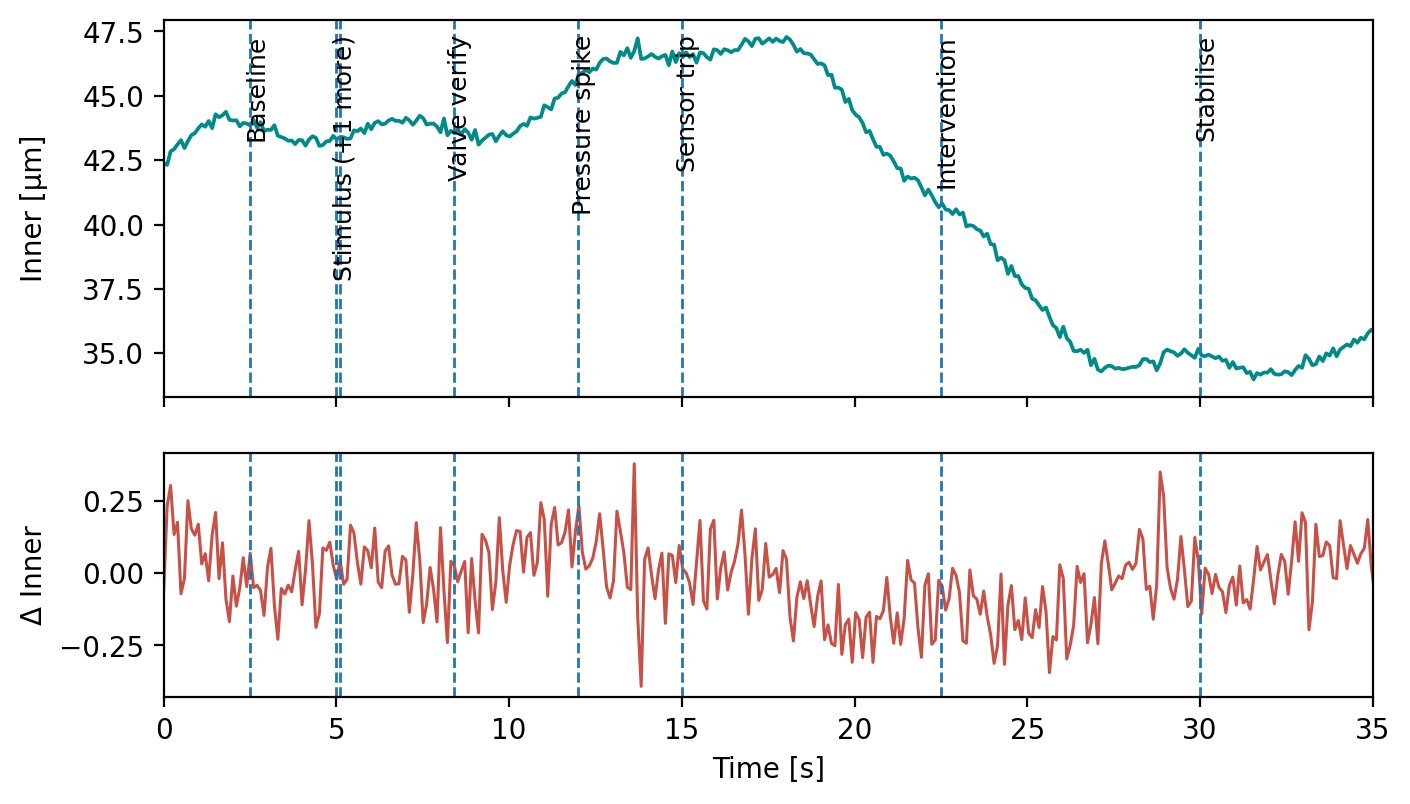 47.5
45.0
42.5
40.0
37.5
35.0
Inner [µm]
Baseline
Stimulus (+1 more)
Valve verify
Pressure spike
Sensor trip
Intervention
Stabilise
0.25
0.00
−0.25
Δ Inner
0
5
10
15
20
25
30
35
Time [s]